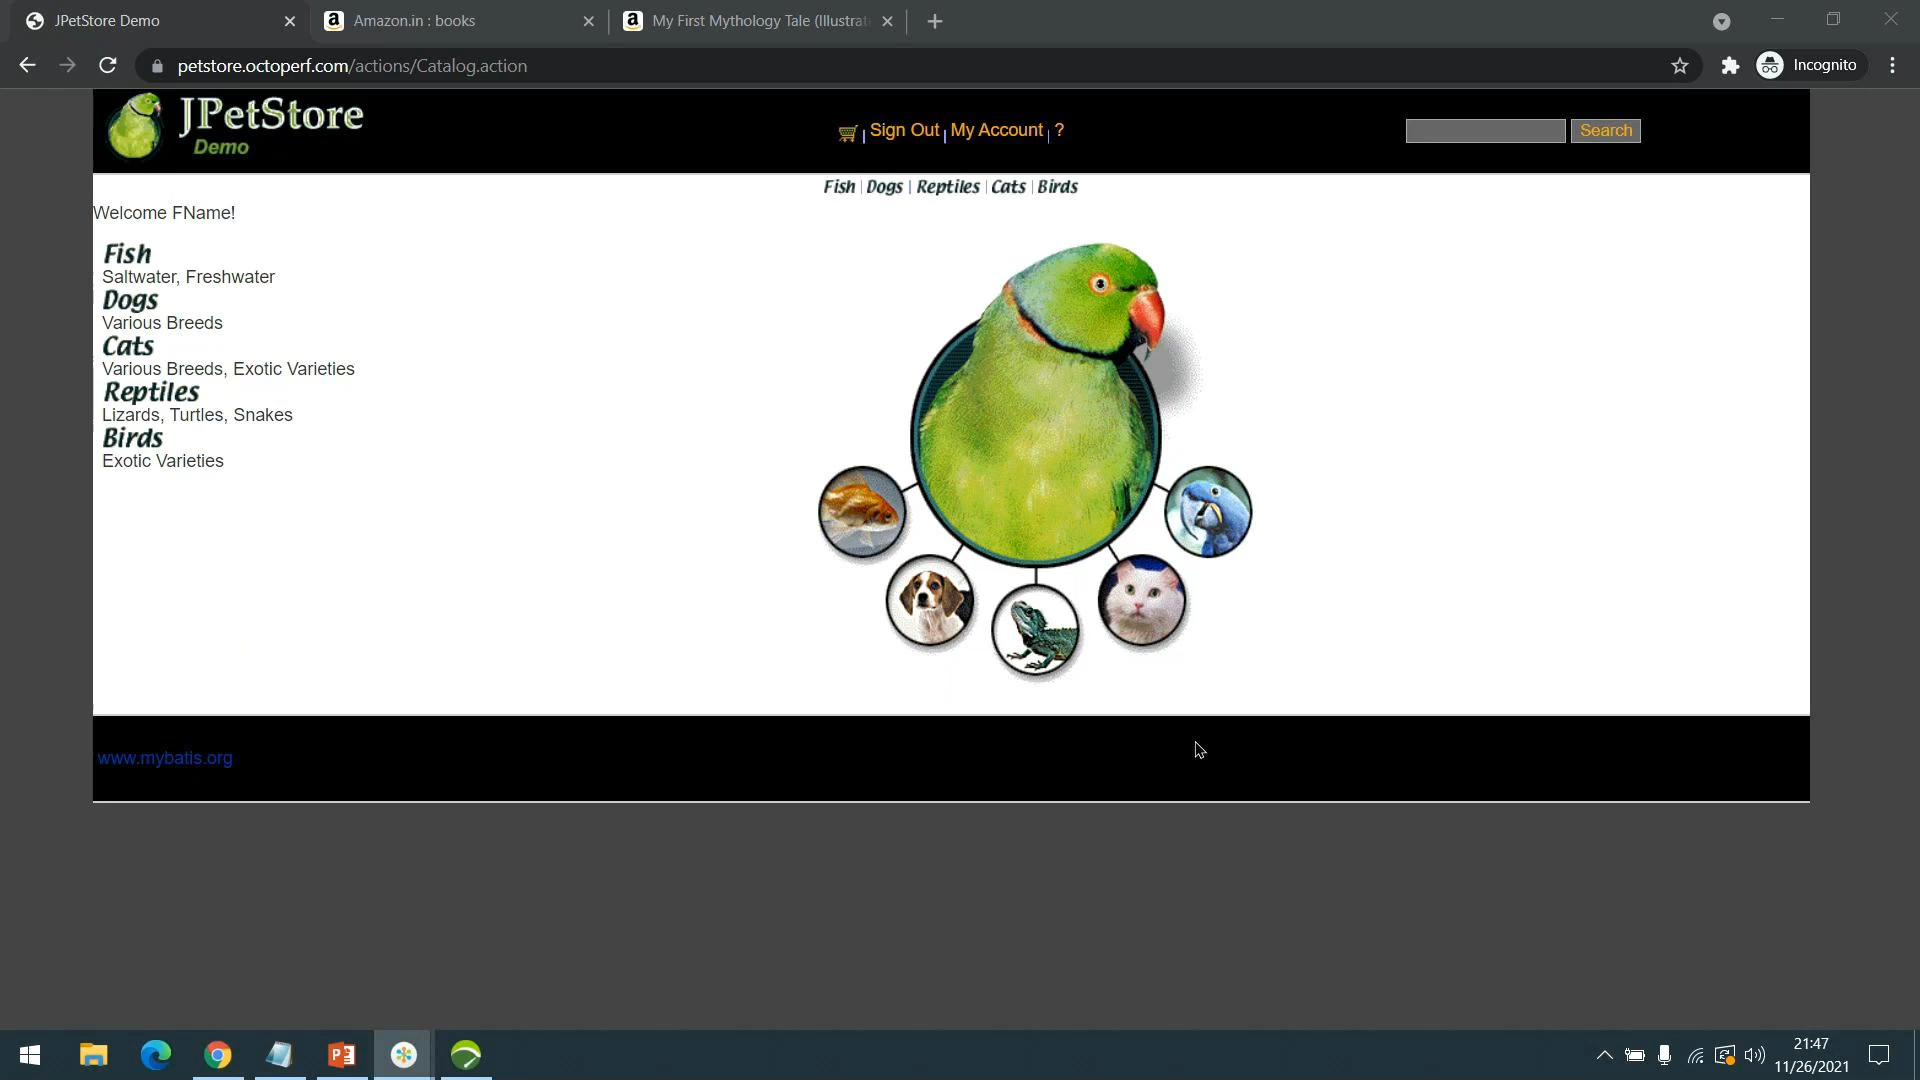 JPetStore Demo
Amazon.in : books
My First Mythology Tale (Illustrat
petstore.octoperf.com/actions/Catalog.action
Incognito
JPetStore
Demo
Sign Out | My Account | ?
Search
Fish | Dogs | Reptiles | Cats | Birds
Welcome FName!
Fish
Saltwater, Freshwater
Dogs
Various Breeds
Cats
Various Breeds, Exotic Varieties
Reptiles
Lizards, Turtles, Snakes
Birds
Exotic Varieties
www.mybatis.org
21:47
11/26/2021